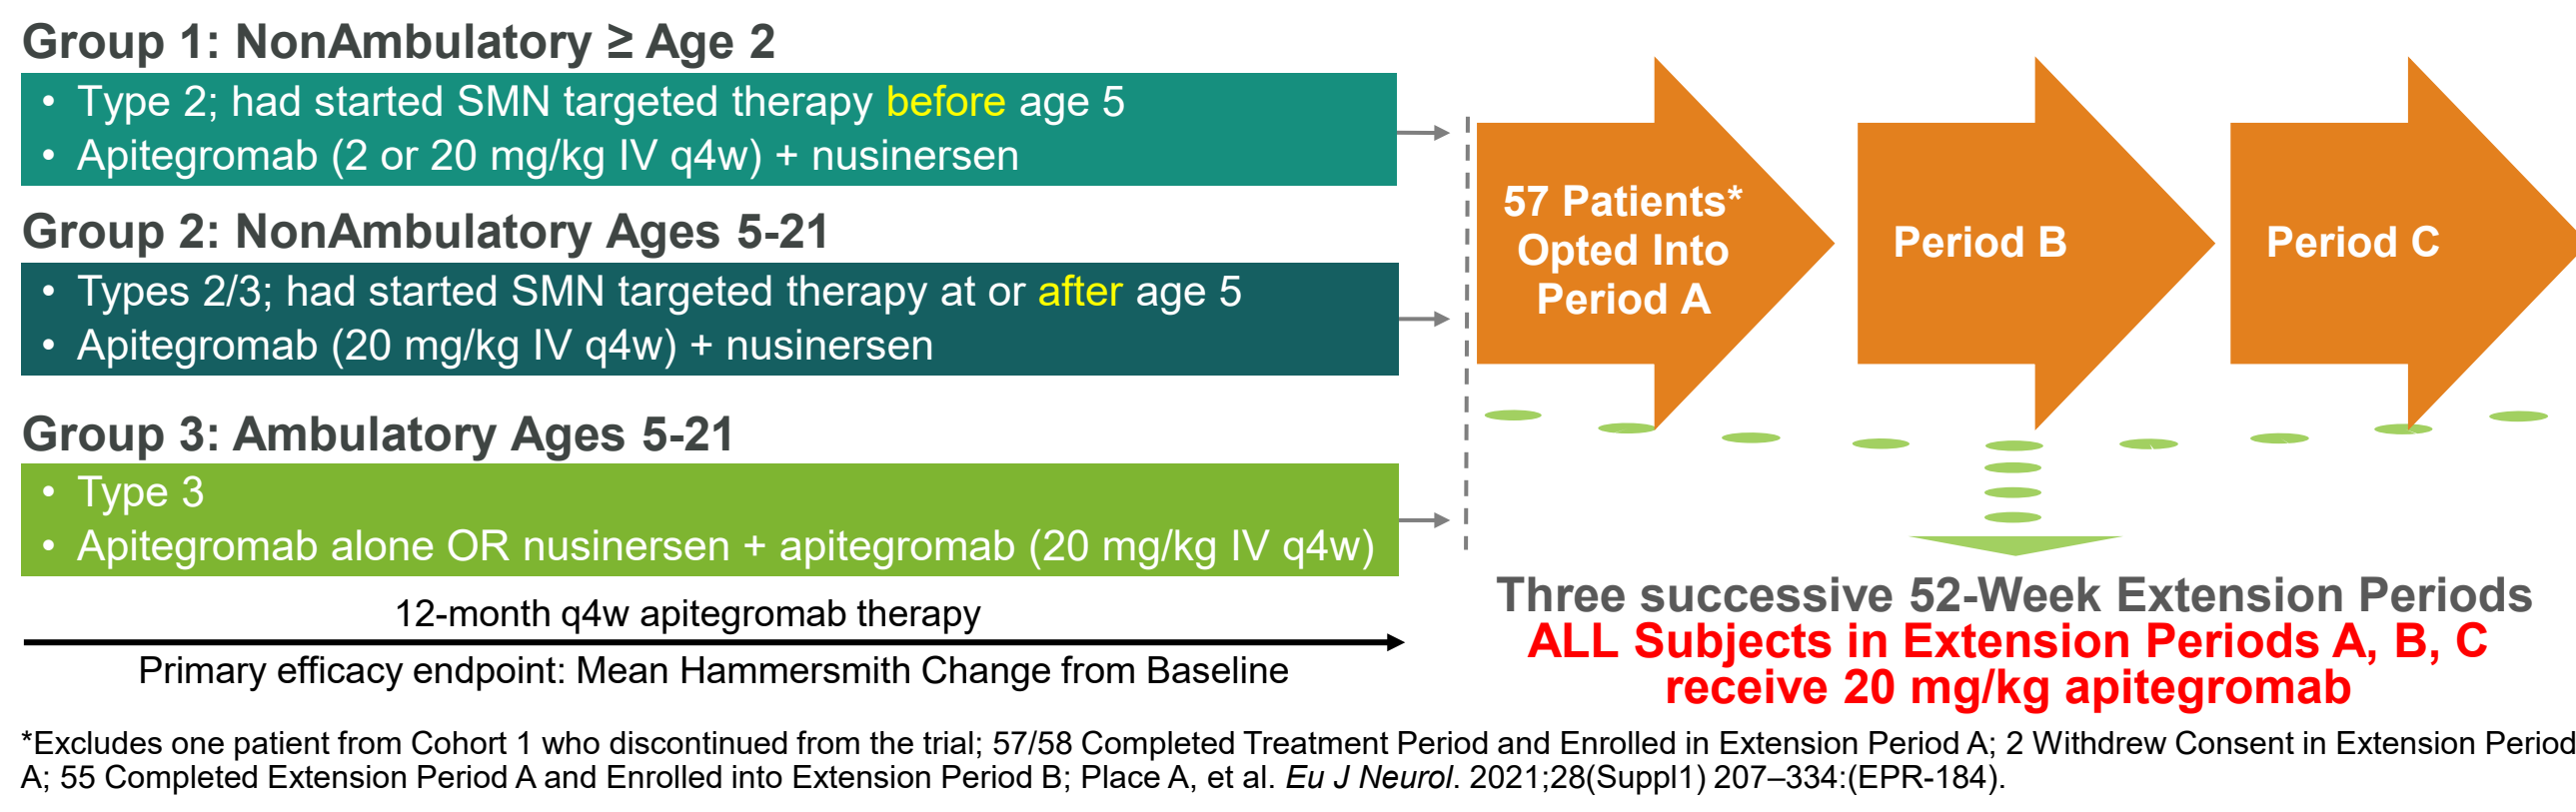 Group 1: NonAmbulatory ≥ Age 2
• Type 2; had started SMN targeted therapy before age 5
• Apitegromab (2 or 20 mg/kg IV q4w) + nusinersen
Group 2: NonAmbulatory Ages 5-21
• Types 2/3; had started SMN targeted therapy at or after age 5
• Apitegromab (20 mg/kg IV q4w) + nusinersen
Group 3: Ambulatory Ages 5-21
• Type 3
• Apitegromab alone OR nusinersen + apitegromab (20 mg/kg IV q4w)
12-month q4w apitegromab therapy
Primary efficacy endpoint: Mean Hammersmith Change from Baseline
57 Patients*
Opted Into
Period A
Period B
Period C
Three successive 52-Week Extension Periods
ALL Subjects in Extension Periods A, B, C
receive 20 mg/kg apitegromab
*Excludes one patient from Cohort 1 who discontinued from the trial; 57/58 Completed Treatment Period and Enrolled in Extension Period A; 2 Withdrew Consent in Extension Period
A; 55 Completed Extension Period A and Enrolled into Extension Period B; Place A, et al. Eu J Neurol. 2021;28(Suppl1) 207–334:(EPR-184).